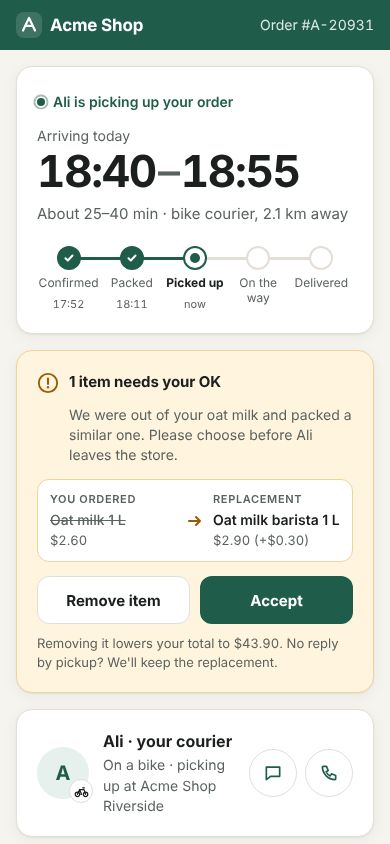 Acme Shop
Order #A-20931
Ali is picking up your order
Arriving today
18:40–18:55
About 25–40 min · bike courier, 2.1 km away
Confirmed
17:52
Packed
18:11
Picked up
now
On the
way
Delivered
1 item needs your OK
We were out of your oat milk and packed a
similar one. Please choose before Ali
leaves the store.
YOU ORDERED
Oat milk 1 L
$2.60
REPLACEMENT
Oat milk barista 1 L
$2.90 (+$0.30)
Remove item
Accept
Removing it lowers your total to $43.90. No reply
by pickup? We'll keep the replacement.
A
Ali · your courier
On a bike · picking
up at Acme Shop
Riverside